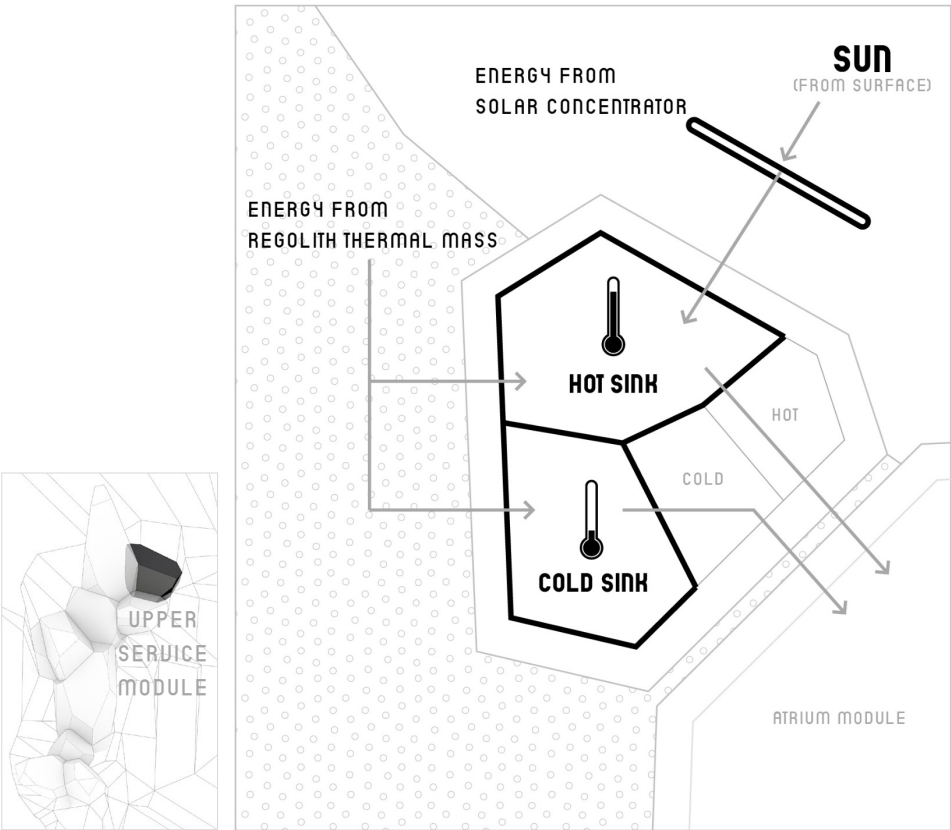 SUN
(FROM SURFACE)
ENERGY FROM
SOLAR CONCENTRATOR
ENERGY FROM
REGOLITH THERMAL MASS
HOT SINK
HOT
COLD
COLD SINK
UPPER
SERVICE
MODULE
ATRIUM MODULE